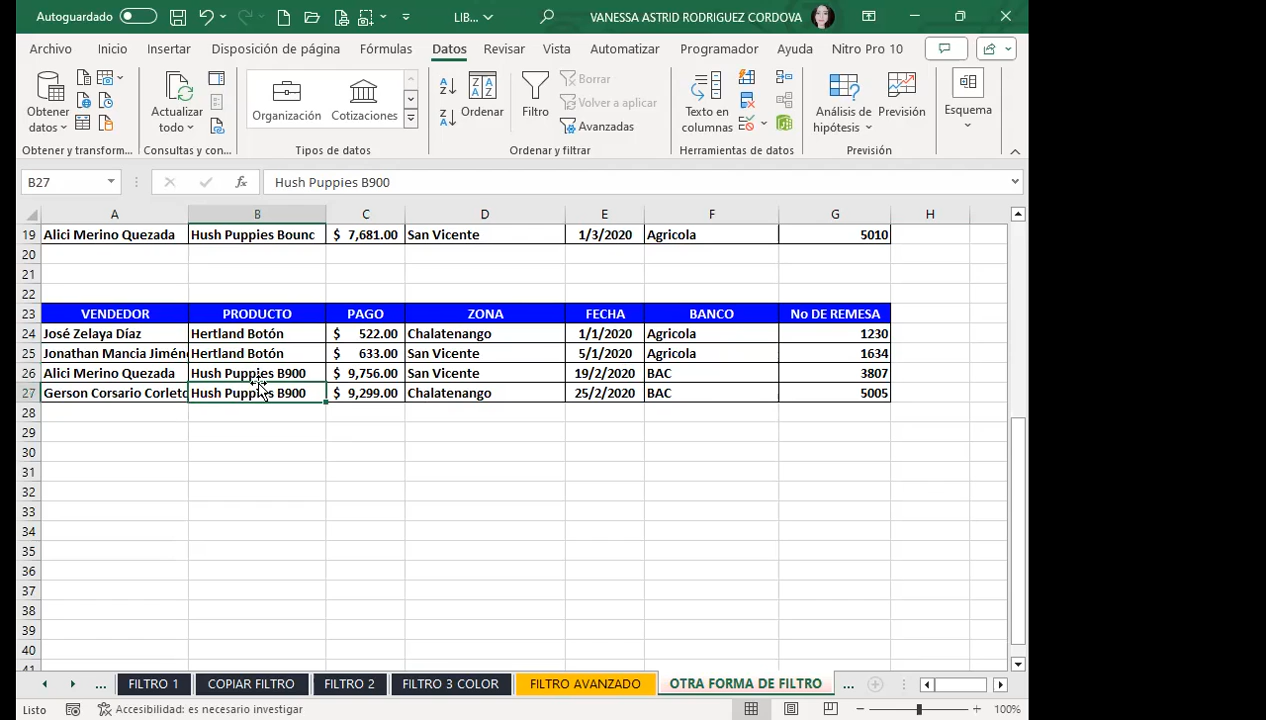 Autoguardado
LIB...
VANESSA ASTRID RODRIGUEZ CORDOVA
Archivo Inicio Insertar Disposición de página Fórmulas Datos Revisar Vista Automatizar Programador Ayuda Nitro Pro 10
Obtener datos
Actualizar todo
Organización Cotizaciones
Ordenar
Filtro
Borrar
Volver a aplicar
Avanzadas
Texto en columnas
Análisis de hipótesis
Previsión
Esquema
Obtener y transform... Consultas y con... Tipos de datos Ordenar y filtrar Herramientas de datos Previsión
B27 fx Hush Puppies B900
A B C D E F G H
19 Alici Merino Quezada Hush Puppies Bounc $ 7,681.00 San Vicente 1/3/2020 Agricola 5010
20
21
22
23 VENDEDOR PRODUCTO PAGO ZONA FECHA BANCO No DE REMESA
24 José Zelaya Díaz Hertland Botón $ 522.00 Chalatenango 1/1/2020 Agricola 1230
25 Jonathan Mancia Jimén Hertland Botón $ 633.00 San Vicente 5/1/2020 Agricola 1634
26 Alici Merino Quezada Hush Puppies B900 $ 9,756.00 San Vicente 19/2/2020 BAC 3807
27 Gerson Corsario Corleto Hush Puppies B900 $ 9,299.00 Chalatenango 25/2/2020 BAC 5005
28
29
30
31
32
33
34
35
36
37
38
39
40
41
... FILTRO 1 COPIAR FILTRO FILTRO 2 FILTRO 3 COLOR FILTRO AVANZADO OTRA FORMA DE FILTRO ...
Listo Accesibilidad: es necesario investigar 100%